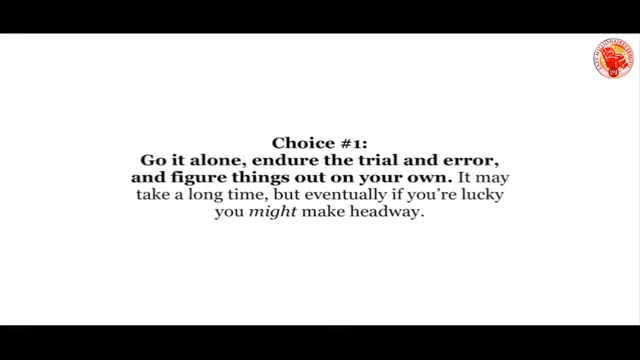 Choice #1:
Go it alone, endure the trial and error,
and figure things out on your own. It may
take a long time, but eventually if you're lucky
you might make headway.